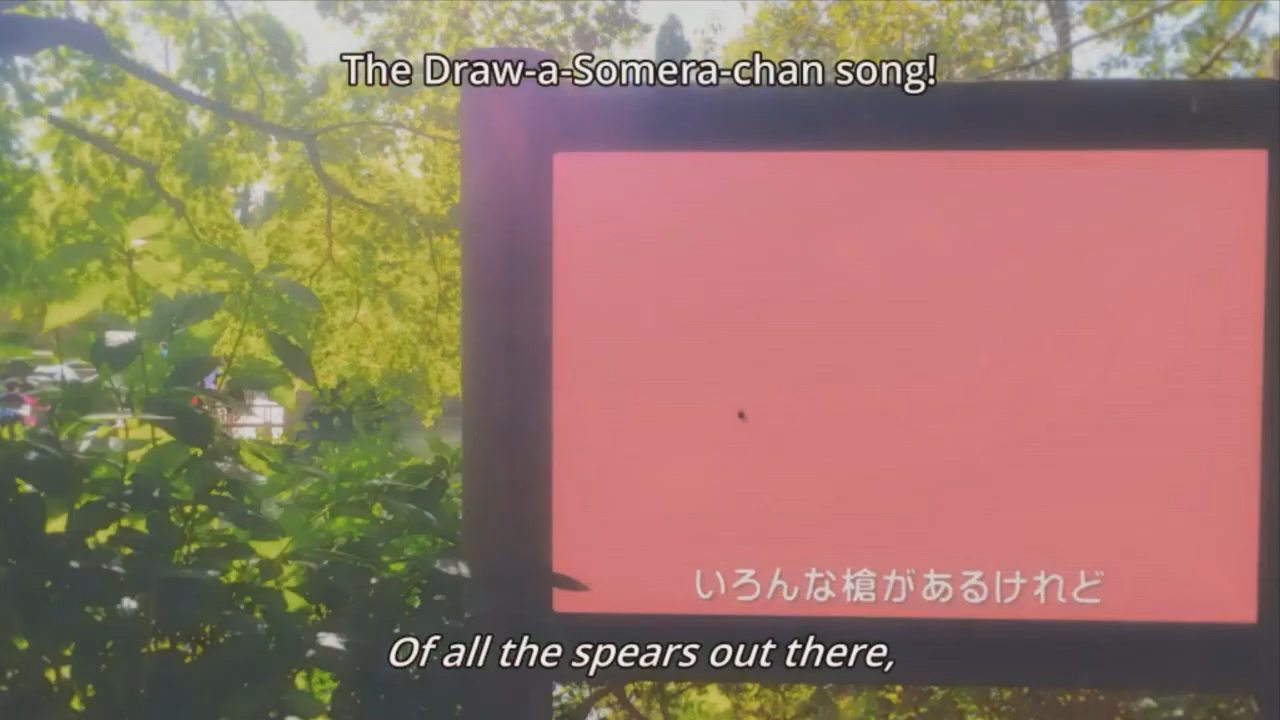 The Draw-a-Somera-chan song!
いろんな槍があるけれど
Of all the spears out there,